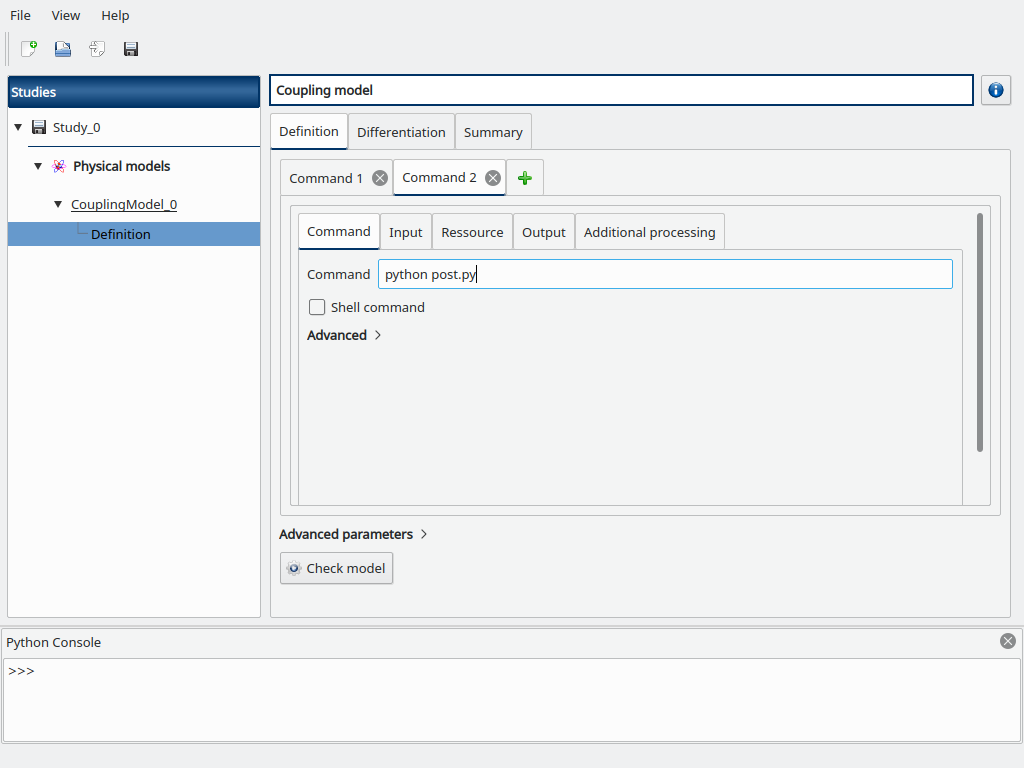 File View Help
Studies
Study_0
Physical models
CouplingModel_0
Definition
Coupling model
Definition Differentiation Summary
Command 1 Command 2
Command Input Ressource Output Additional processing
Command python post.py
Shell command
Advanced
Advanced parameters
Check model
Python Console
>>>